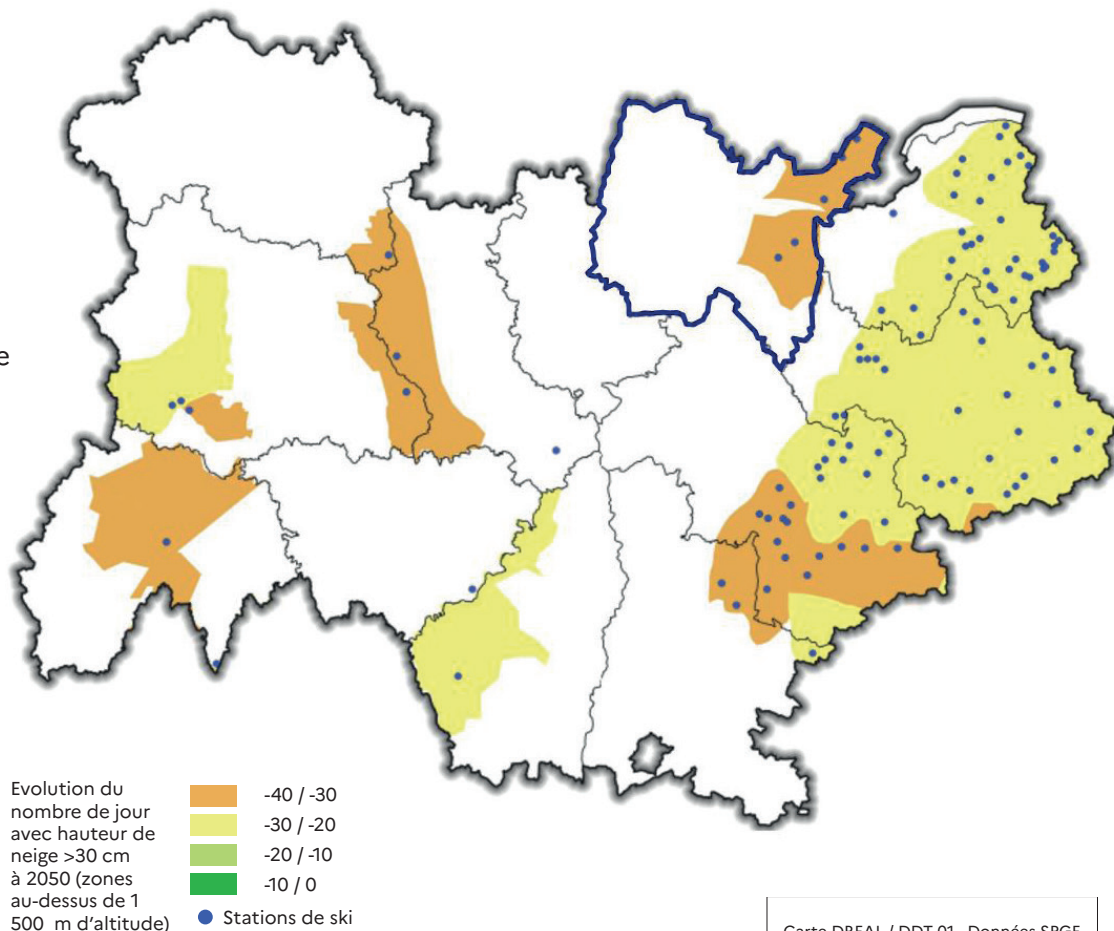 e
Evolution du
nombre de jour
avec hauteur de
neige >30 cm
à 2050 (zones
au-dessus de 1
500 m d'altitude)
-40 / -30
-30 / -20
-20 / -10
-10 / 0
Stations de ski